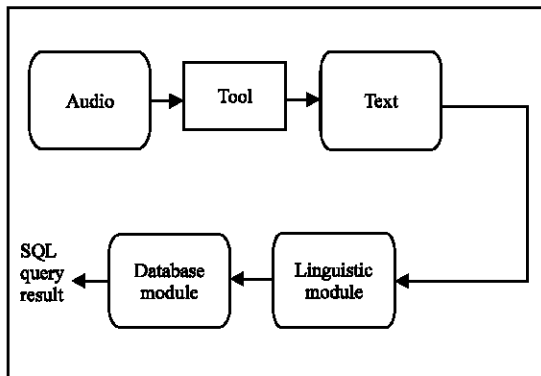 Audio
Tool
Text
SQL
query
result
Database
module
Linguistic
module